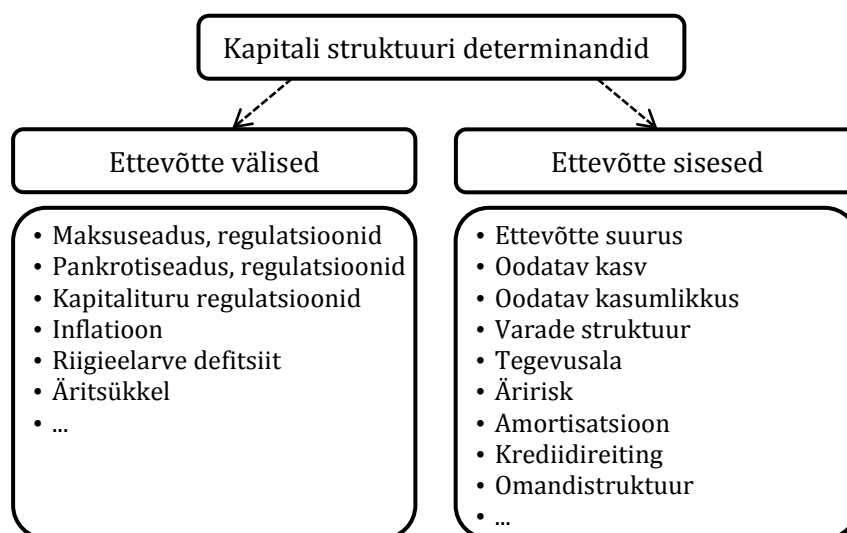 Kapitali struktuuri determinandid
Ettevõtte välised
• Maksuseadus, regulatsioonid
• Pankrotiseadus, regulatsioonid
• Kapitalituru regulatsioonid
• Inflatioon
• Riigieelarve defitsiit
• Äritsükkel
• ...
Ettevõtte sisesed
• Ettevõtte suurus
• Oodatav kasv
• Oodatav kasumlikkus
• Varade struktuur
• Tegevusala
• Äririsk
• Amortisatsioon
• Krediidireiting
• Omandistruktuur
• ...